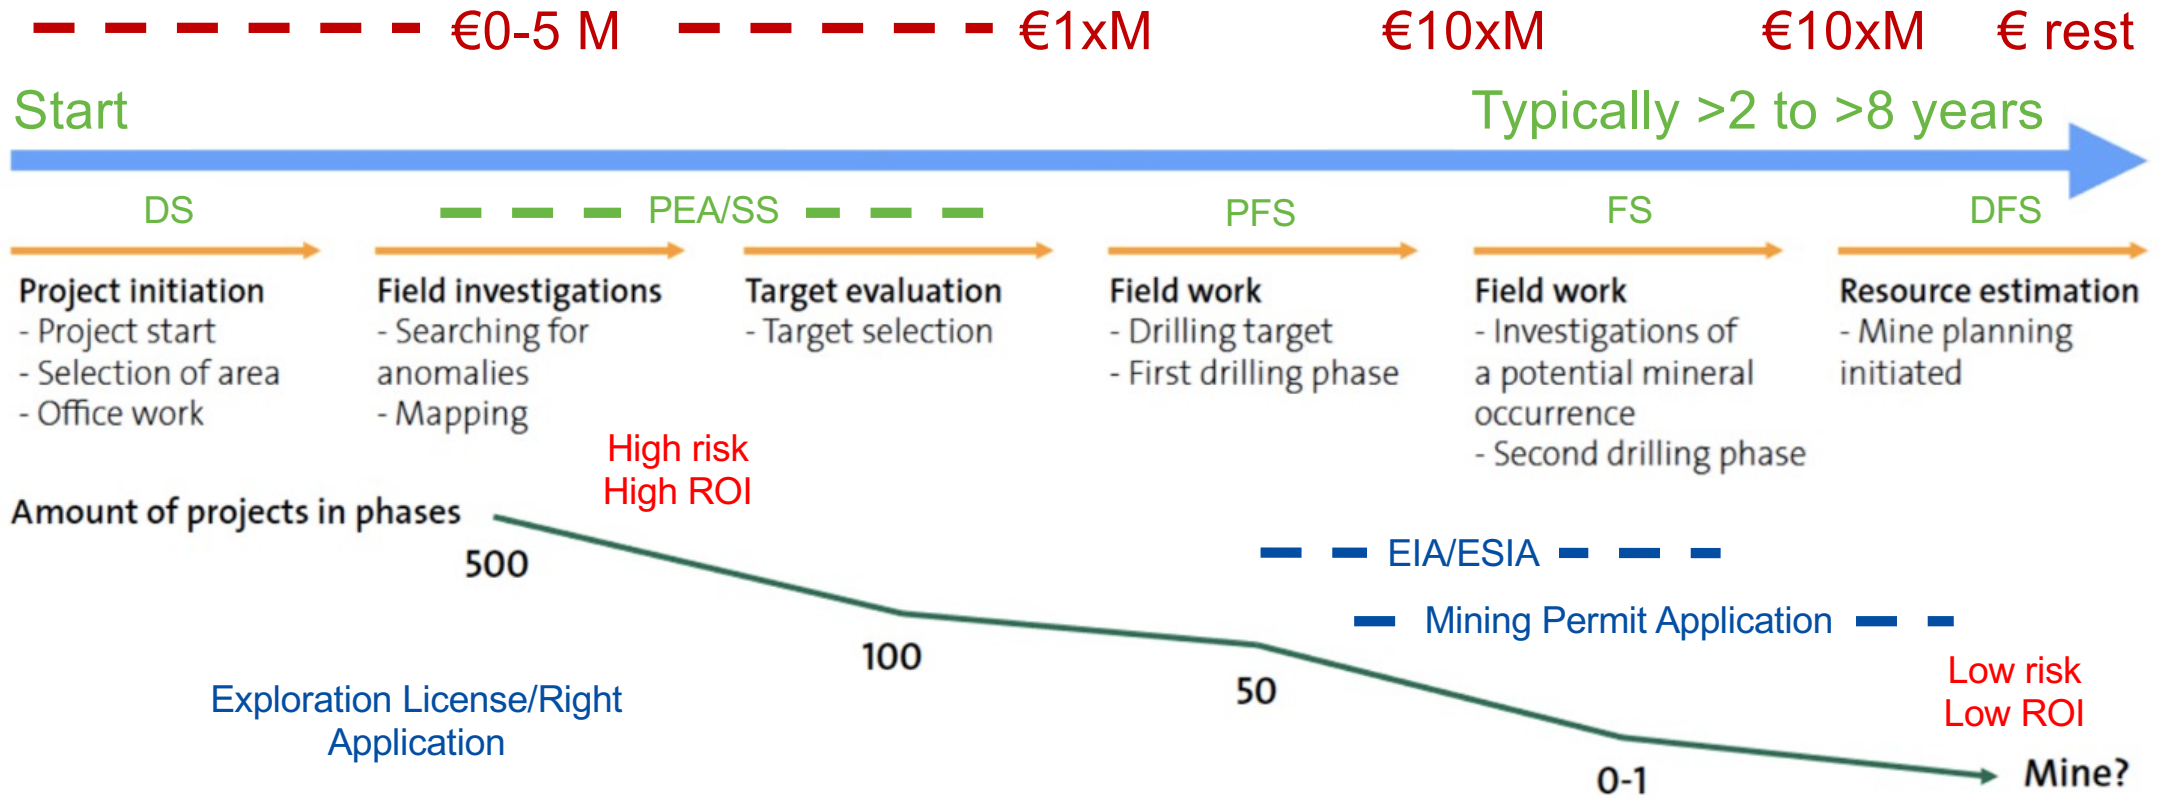 €0-5 M €1xM €10xM €10xM € rest
Start Typically >2 to >8 years
DS PEA/SS PFS FS DFS
Project initiation
- Project start
- Selection of area
- Office work
Field investigations
- Searching for
anomalies
- Mapping
Target evaluation
- Target selection
Field work
- Drilling target
- First drilling phase
Field work
- Investigations of
a potential mineral
occurrence
- Second drilling phase
Resource estimation
- Mine planning
initiated
High risk
High ROI
Amount of projects in phases
500
100
50
0-1
Mine?
EIA/ESIA
Mining Permit Application
Low risk
Low ROI
Exploration License/Right
Application